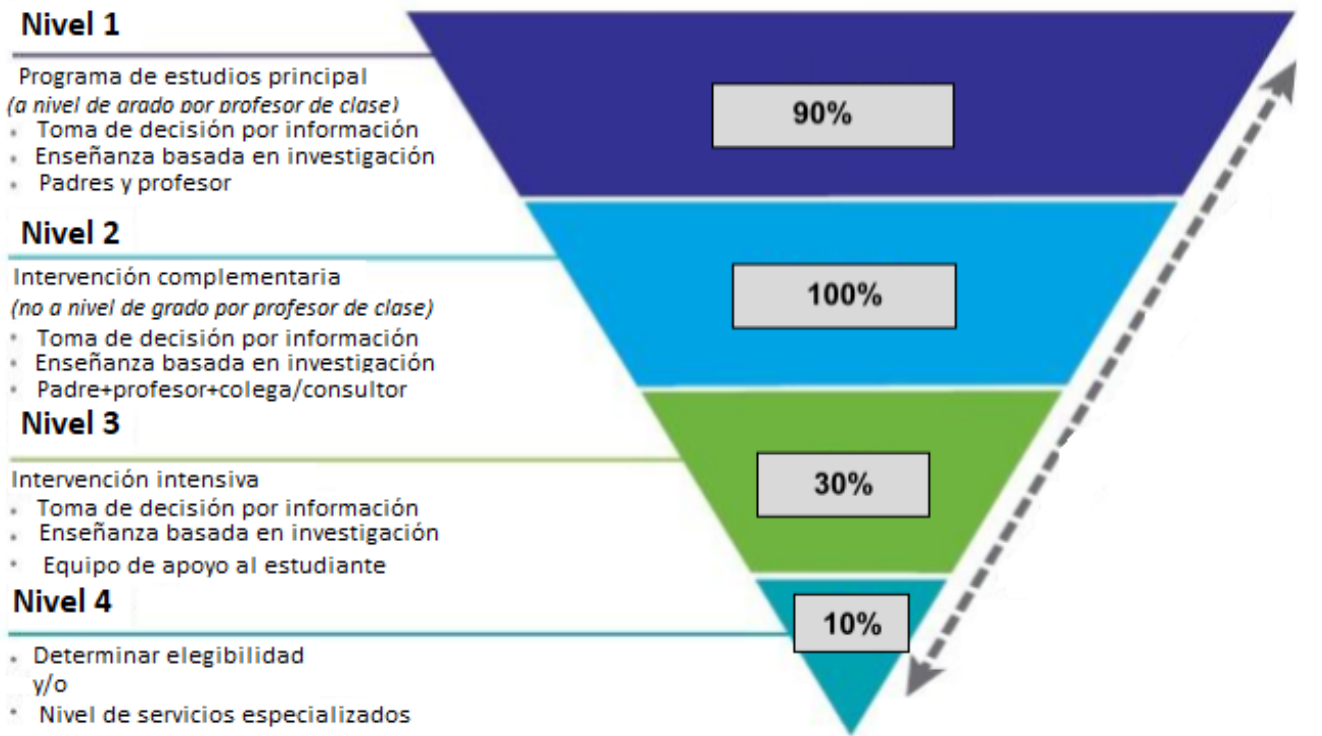 Nivel 1
Programa de estudios principal
(a nivel de grado por profesor de clase)
• Toma de decisión por información
• Enseñanza basada en investigación
• Padres y profesor
90%
Nivel 2
Intervención complementaria
(no a nivel de grado por profesor de clase)
• Toma de decisión por información
• Enseñanza basada en investigación
• Padre+profesor+colega/consultor
100%
Nivel 3
Intervención intensiva
• Toma de decisión por información
• Enseñanza basada en investigación
• Equipo de apoyo al estudiante
30%
Nivel 4
• Determinar elegibilidad
y/o
• Nivel de servicios especializados
10%